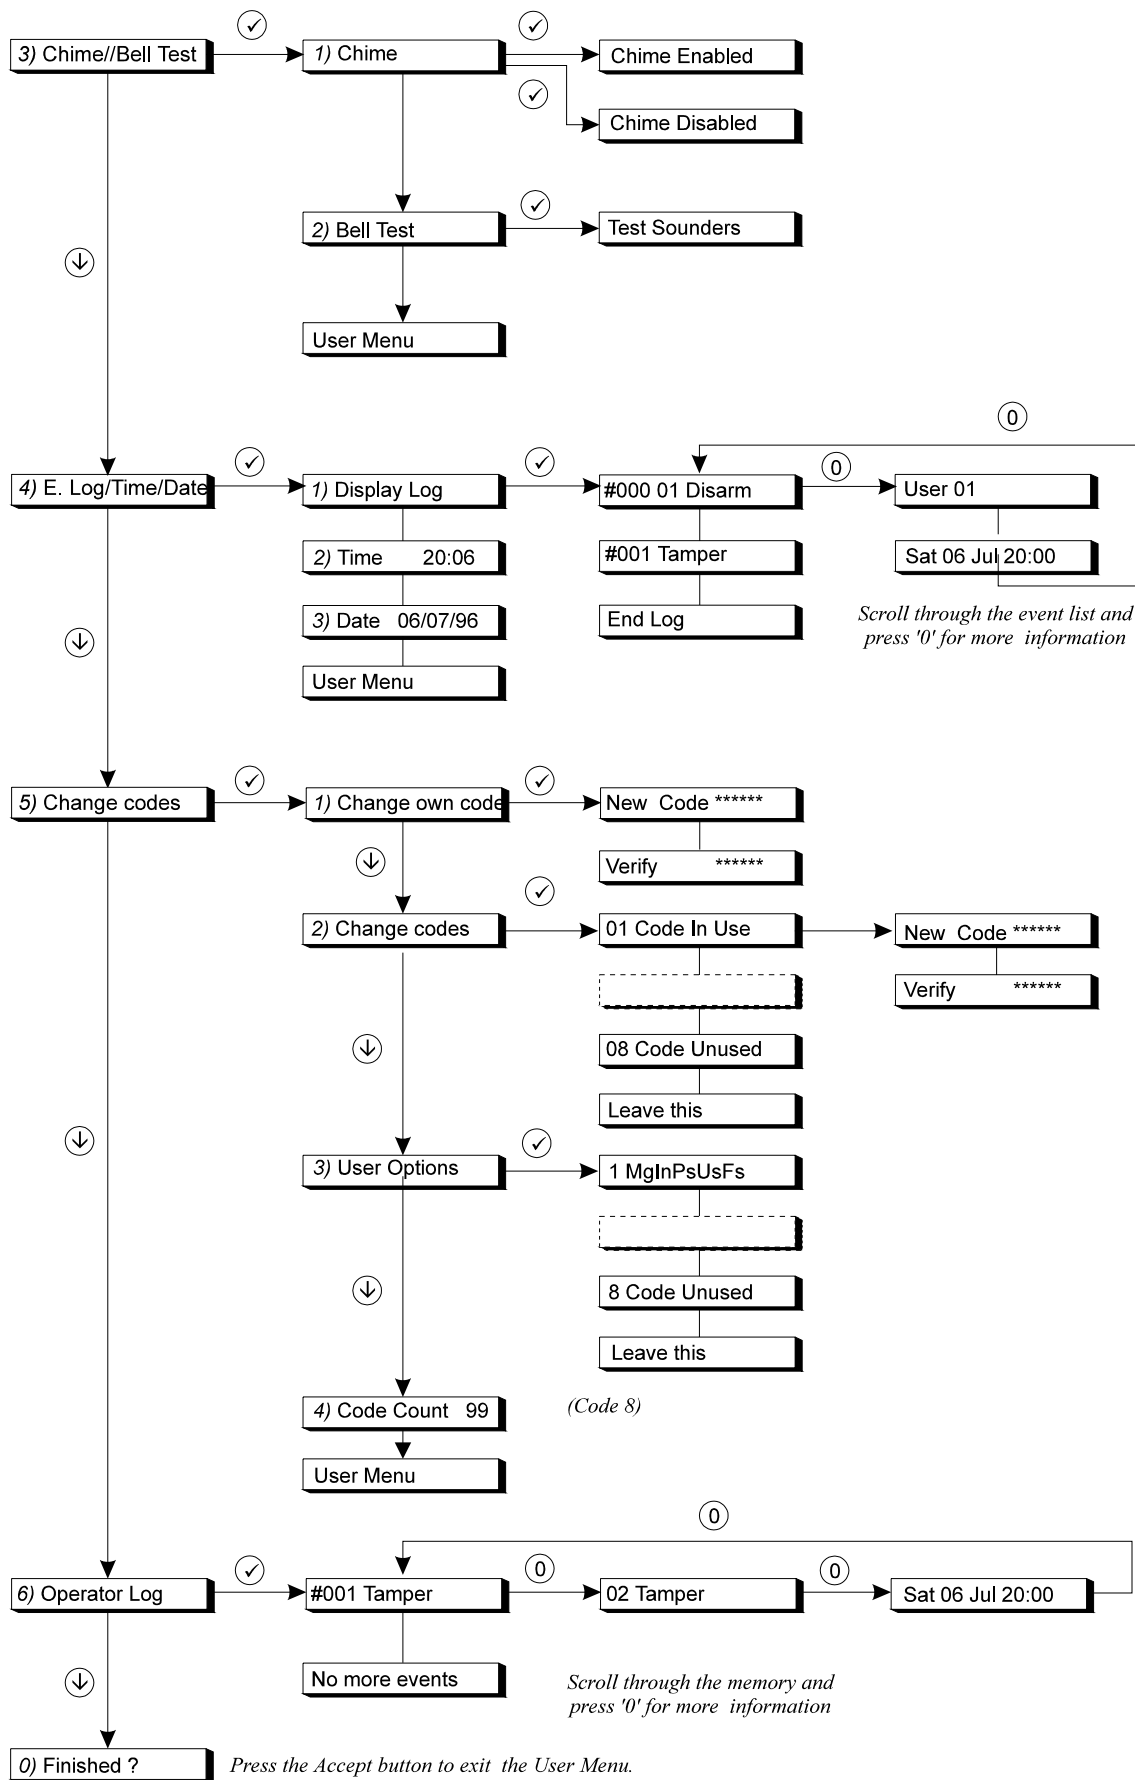 3) Chime//Bell Test
✓
1) Chime
✓
Chime Enabled
✓
Chime Disabled
2) Bell Test
✓
Test Sounders
User Menu
↓
4) E. Log/Time/Date
✓
1) Display Log
✓
#000 01 Disarm
0
User 01
0
2) Time 20:06
#001 Tamper
Sat 06 Jul 20:00
3) Date 06/07/96
End Log
Scroll through the event list and
press '0' for more information
User Menu
↓
5) Change codes
✓
1) Change own code
✓
New Code ******
Verify ******
↓
2) Change codes
✓
01 Code In Use
New Code ******
Verify ******
08 Code Unused
Leave this
↓
↓
3) User Options
✓
1 MgInPsUsFs
8 Code Unused
Leave this
↓
4) Code Count 99
(Code 8)
User Menu
6) Operator Log
✓
#001 Tamper
0
02 Tamper
0
Sat 06 Jul 20:00
0
No more events
Scroll through the memory and
press '0' for more information
↓
0) Finished ?
Press the Accept button to exit the User Menu.